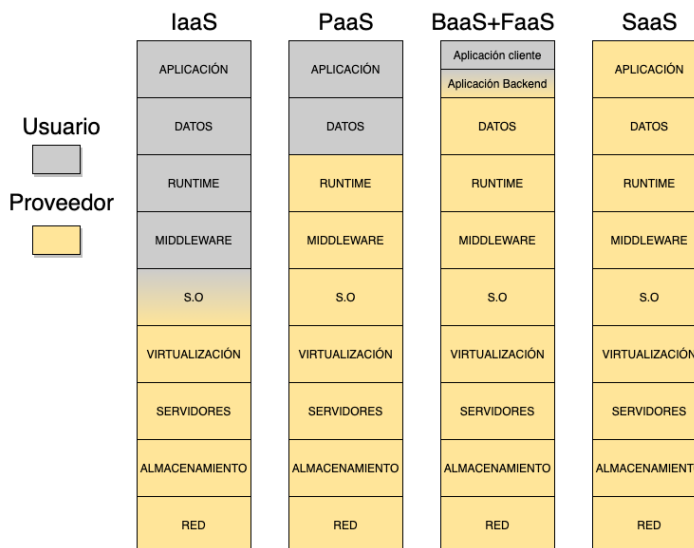 IaaS
PaaS
BaaS+FaaS
SaaS
Usuario
Proveedor
APLICACIÓN
DATOS
RUNTIME
MIDDLEWARE
S.O
VIRTUALIZACIÓN
SERVIDORES
ALMACENAMIENTO
RED
APLICACIÓN
DATOS
RUNTIME
MIDDLEWARE
S.O
VIRTUALIZACIÓN
SERVIDORES
ALMACENAMIENTO
RED
Aplicación cliente
Aplicación Backend
DATOS
RUNTIME
MIDDLEWARE
S.O
VIRTUALIZACIÓN
SERVIDORES
ALMACENAMIENTO
RED
APLICACIÓN
DATOS
RUNTIME
MIDDLEWARE
S.O
VIRTUALIZACIÓN
SERVIDORES
ALMACENAMIENTO
RED